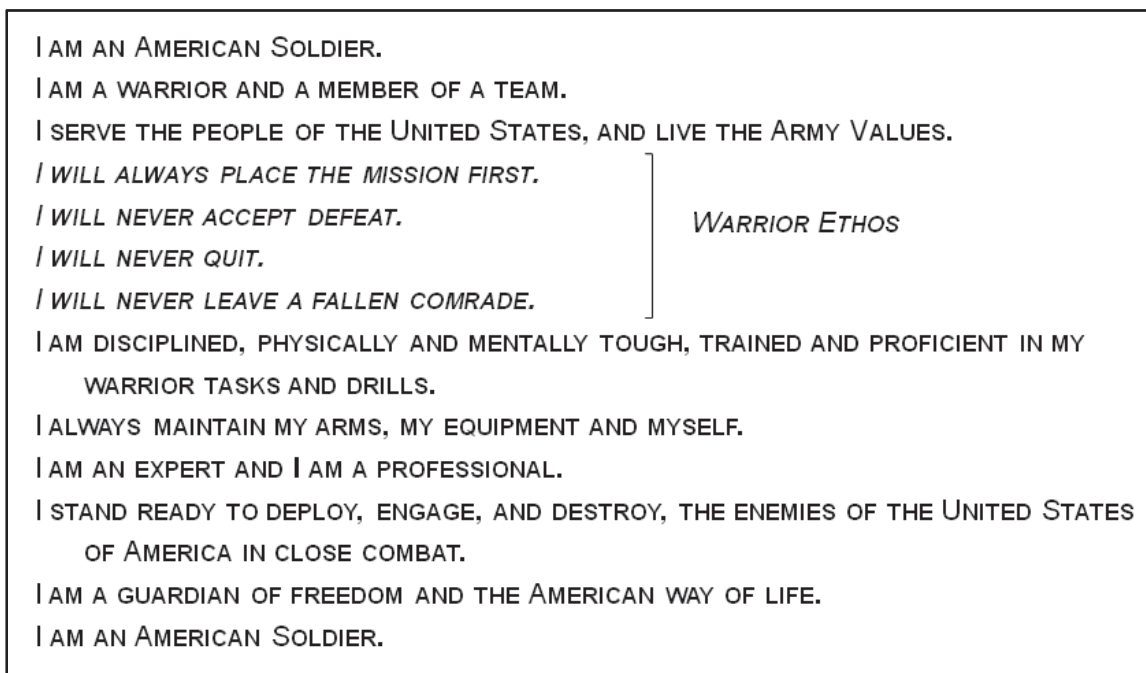 I AM AN AMERICAN SOLDIER.
I AM A WARRIOR AND A MEMBER OF A TEAM.
I SERVE THE PEOPLE OF THE UNITED STATES, AND LIVE THE ARMY VALUES.
I WILL ALWAYS PLACE THE MISSION FIRST.
I WILL NEVER ACCEPT DEFEAT.
WARRIOR ETHOS
I WILL NEVER QUIT.
I WILL NEVER LEAVE A FALLEN COMRADE.
I AM DISCIPLINED, PHYSICALLY AND MENTALLY TOUGH, TRAINED AND PROFICIENT IN MY
WARRIOR TASKS AND DRILLS.
I ALWAYS MAINTAIN MY ARMS, MY EQUIPMENT AND MYSELF.
I AM AN EXPERT AND I AM A PROFESSIONAL.
I STAND READY TO DEPLOY, ENGAGE, AND DESTROY, THE ENEMIES OF THE UNITED STATES
OF AMERICA IN CLOSE COMBAT.
I AM A GUARDIAN OF FREEDOM AND THE AMERICAN WAY OF LIFE.
I AM AN AMERICAN SOLDIER.